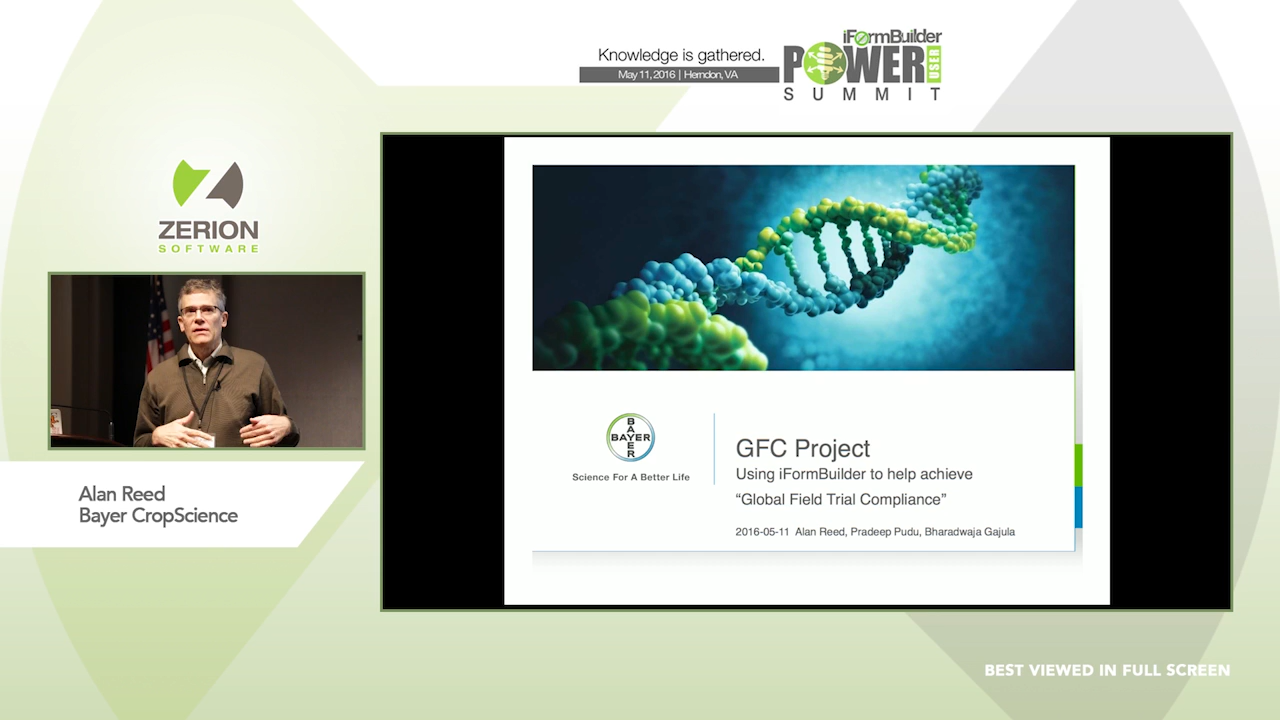 Knowledge is gathered.
May 11, 2016 | Herndon, VA
iFormBuilder
POWER
USER
SUMMIT
ZERION
SOFTWARE
Alan Reed
Bayer CropScience
BAYER
BAYER
Science For A Better Life
GFC Project
Using iFormBuilder to help achieve
“Global Field Trial Compliance”
2016-05-11 Alan Reed, Pradeep Pudu, Bharadwaja Gajula
BEST VIEWED IN FULL SCREEN